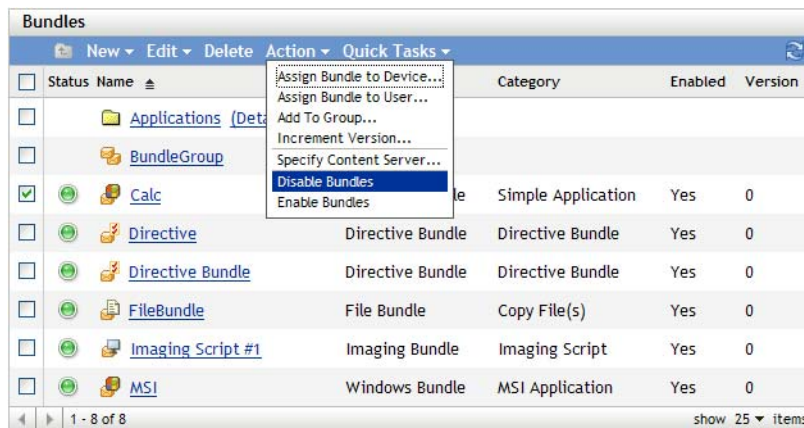 Bundles
New Edit Delete Action Quick Tasks
Status Name Category Enabled Version
Assign Bundle to Device...
Assign Bundle to User...
Add To Group...
Increment Version...
Specify Content Server...
Disable Bundles
Enable Bundles
Applications (Deta
BundleGroup
Calc le Simple Application Yes 0
Directive Directive Bundle Directive Bundle Yes 0
Directive Bundle Directive Bundle Directive Bundle Yes 0
FileBundle File Bundle Copy File(s) Yes 0
Imaging Script #1 Imaging Bundle Imaging Script Yes 0
MSI Windows Bundle MSI Application Yes 0
1 - 8 of 8 show 25 items